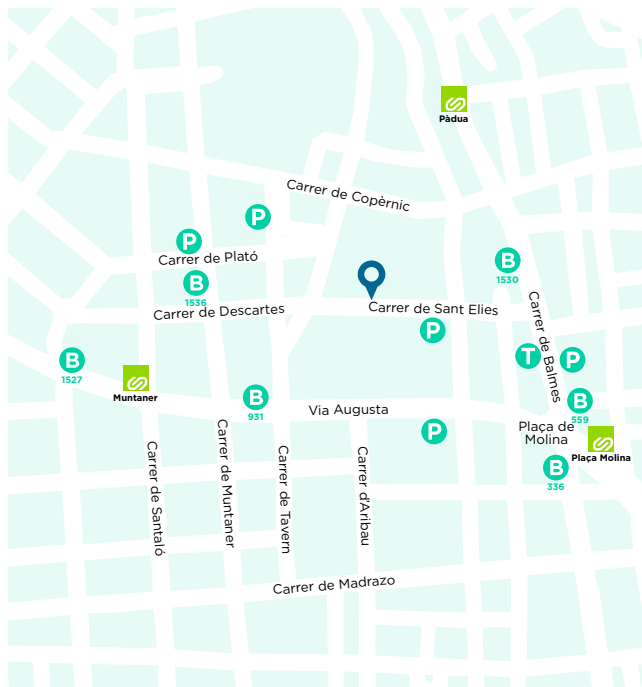 Pàdua
Carrer de Copèrnic
P
P
Carrer de Plató
B
1530
B
1536
Carrer de Descartes
Carrer de Sant Elies
P
Carrer de Balmes
T
P
B
1527
Muntaner
B
931
Via Augusta
B
559
P
Plaça de
Molina
Plaça Molina
B
336
Carrer de Santaló
Carrer de Muntaner
Carrer de Tavern
Carrer d'Aribau
Carrer de Madrazo